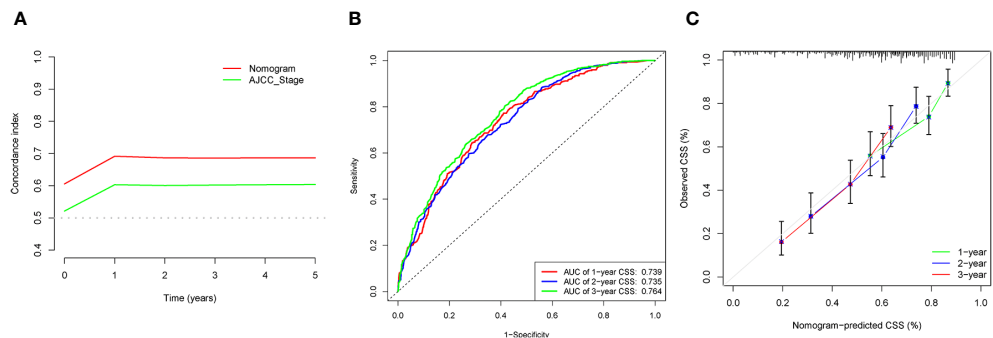 A
Concordance index
0.4
0.5
0.6
0.7
0.8
0.9
1.0
Nomogram
AJCC_Stage
0
1
2
3
4
5
Time (years)
B
Sensitivity
0.0
0.2
0.4
0.6
0.8
1.0
AUC of 1-year CSS: 0.739
AUC of 2-year CSS: 0.735
AUC of 3-year CSS: 0.764
0.0
0.2
0.4
0.6
0.8
1.0
1-Specificity
C
Observed CSS (%)
0.0
0.2
0.4
0.6
0.8
1.0
1-year
2-year
3-year
0.0
0.2
0.4
0.6
0.8
1.0
Nomogram-predicted CSS (%)